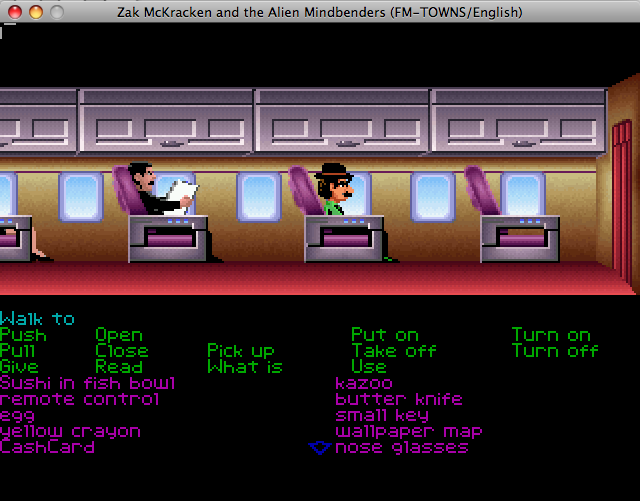 Zak McKracken and the Alien Mindbenders (FM-TOWNS/English)
Walk to
Push Open Put on Turn on
Pull Close Pick up Take off Turn off
Give Read What is Use
Sushi in fish bowl kazoo
remote control butter knife
egg small key
yellow crayon wallpaper map
CashCard nose glasses